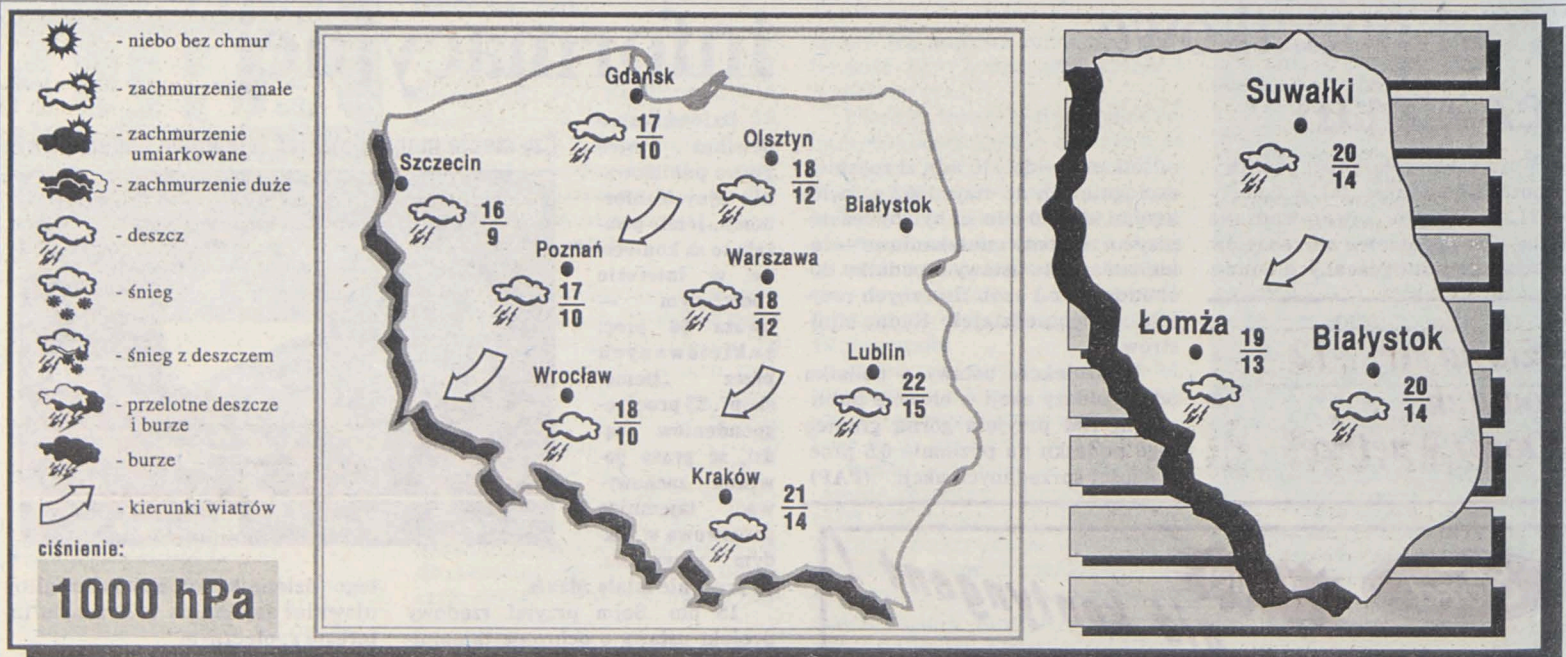 - niebo bez chmur
- zachmurzenie małe
- zachmurzenie
umiarkowane
- zachmurzenie duże
- deszcz
- śnieg
- śnieg z deszczem
- przelotne deszcze
i burze
- burze
- kierunki wiatrów
ciśnienie:
1000 hPa
Gdańsk
17
10
Olsztyn
18
12
Szczecin
16
9
Białystok
Poznań
17
10
Warszawa
18
12
Wrocław
18
10
Lublin
22
15
Kraków
21
14
Suwałki
20
14
Łomża
19
13
Białystok
20
14